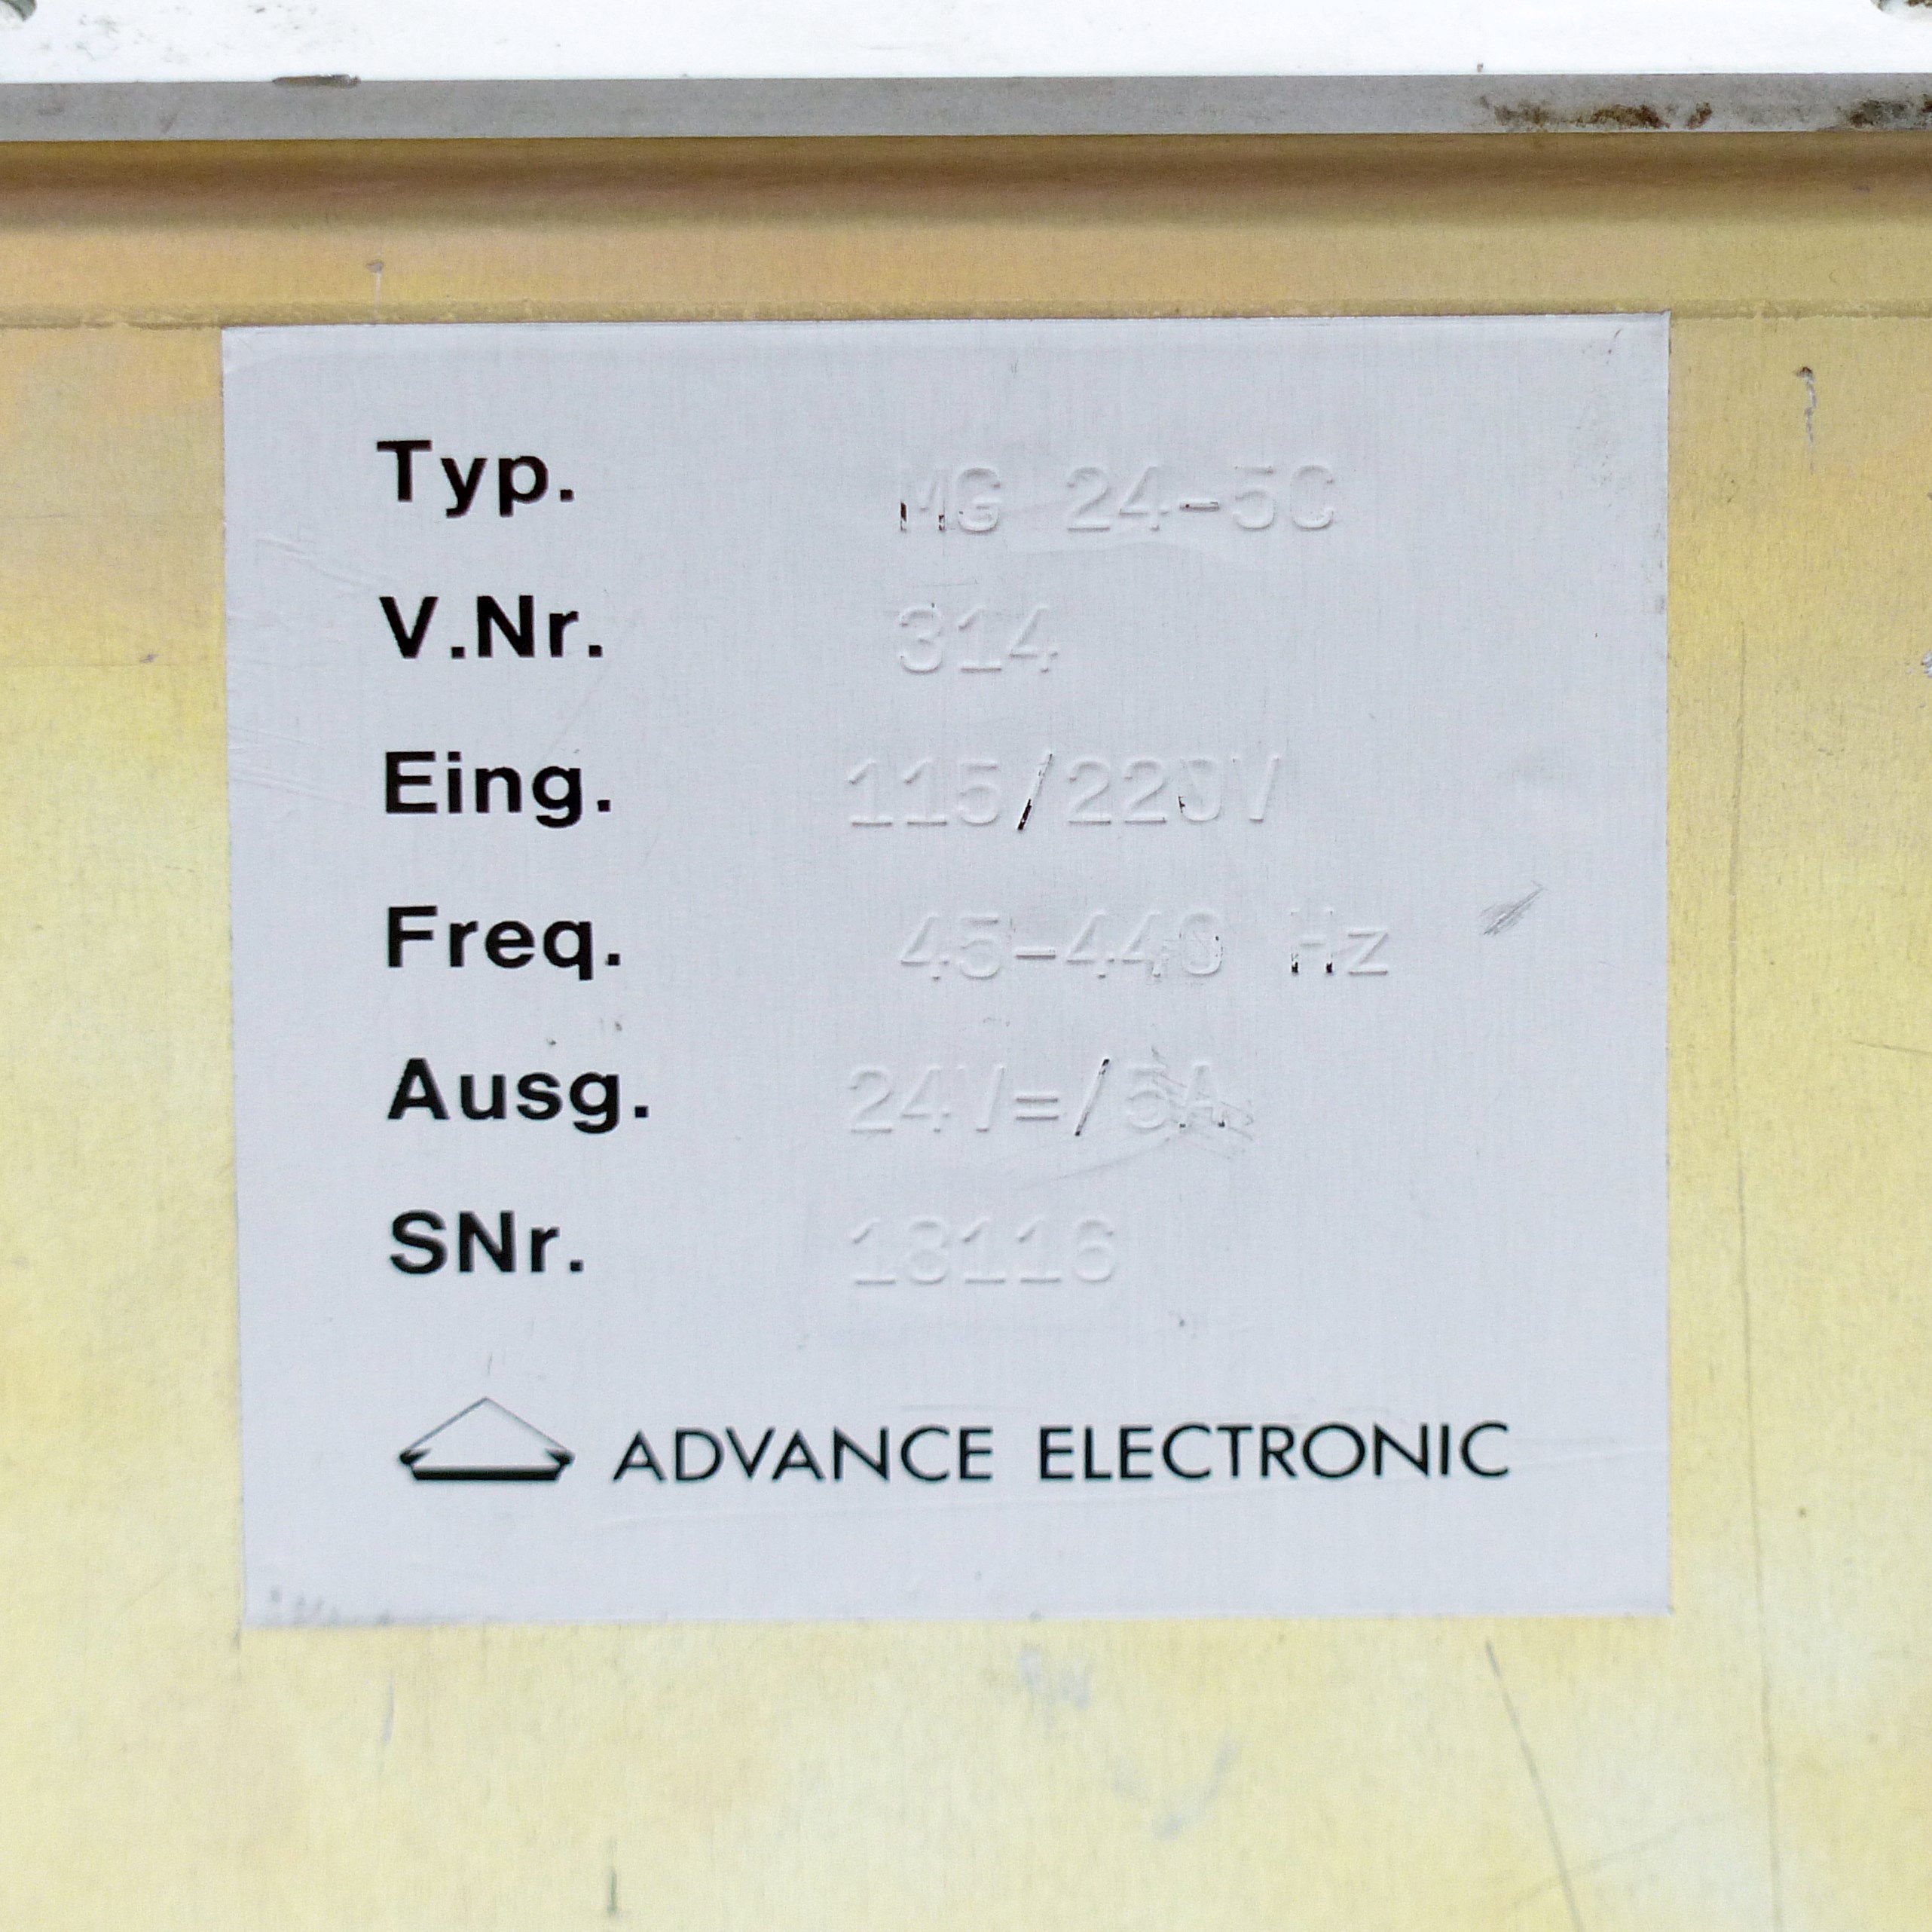 Typ. MG 24-5C
V.Nr. 314
Eing. 115/220V
Freq. 45-440 Hz
Ausg. 24V=/5A
SNr. 18116
ADVANCE ELECTRONIC